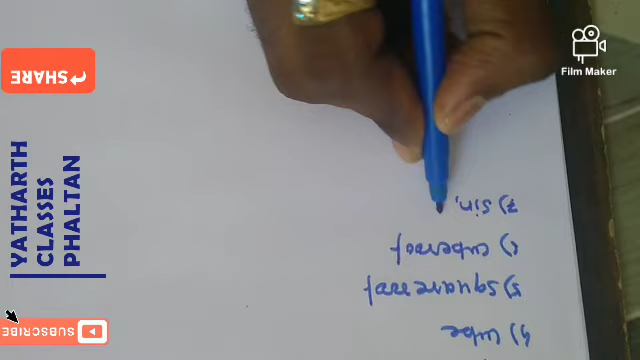 4) cube
5) squareroot
6) cuberoot
7) sin,
SHARE
YATHARTH
CLASSES
PHALTAN
SUBSCRIBE
Film Maker